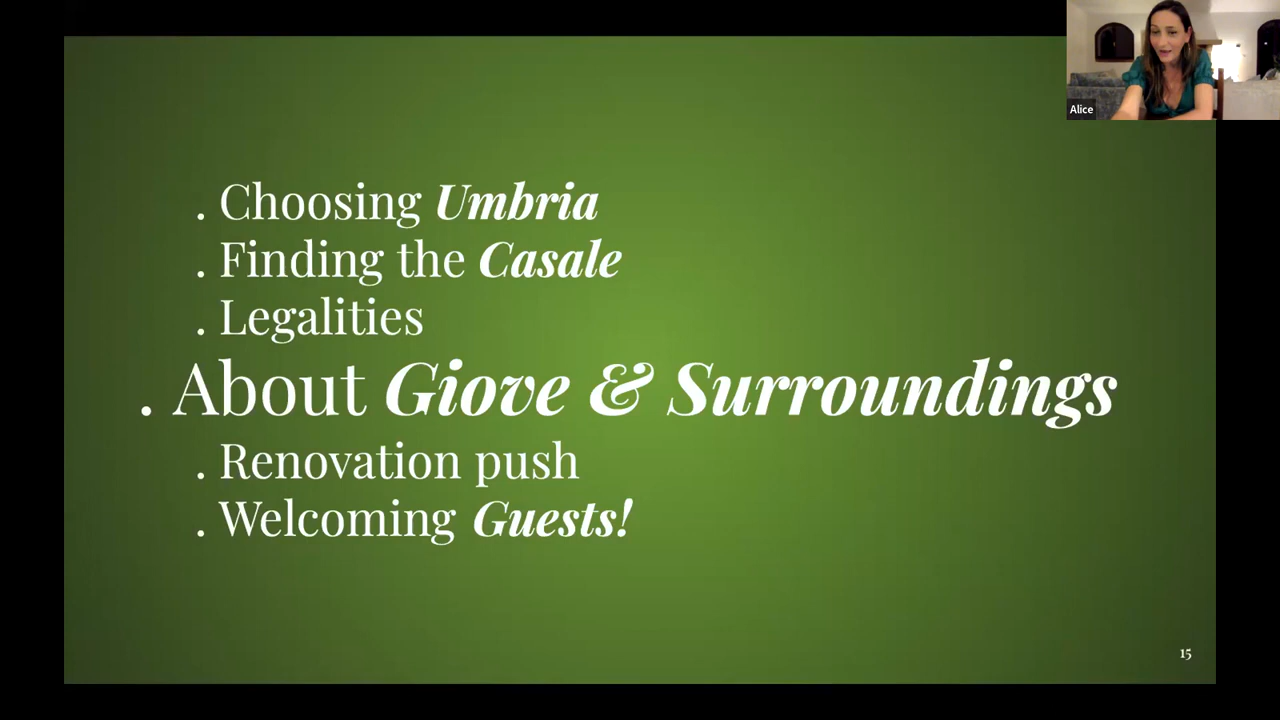 Alice
. Choosing Umbria
. Finding the Casale
. Legalities
. About Giove & Surroundings
. Renovation push
. Welcoming Guests!
15